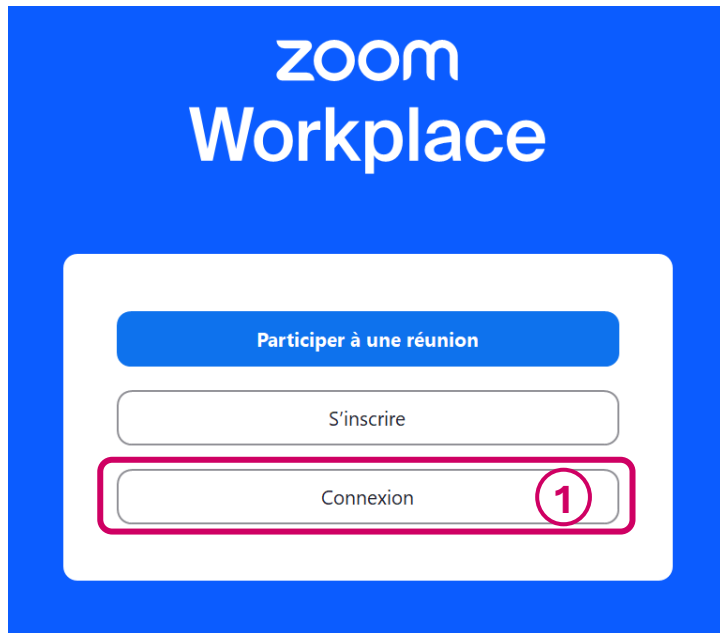 zoom
Workplace
Participer à une réunion
S’inscrire
Connexion
1